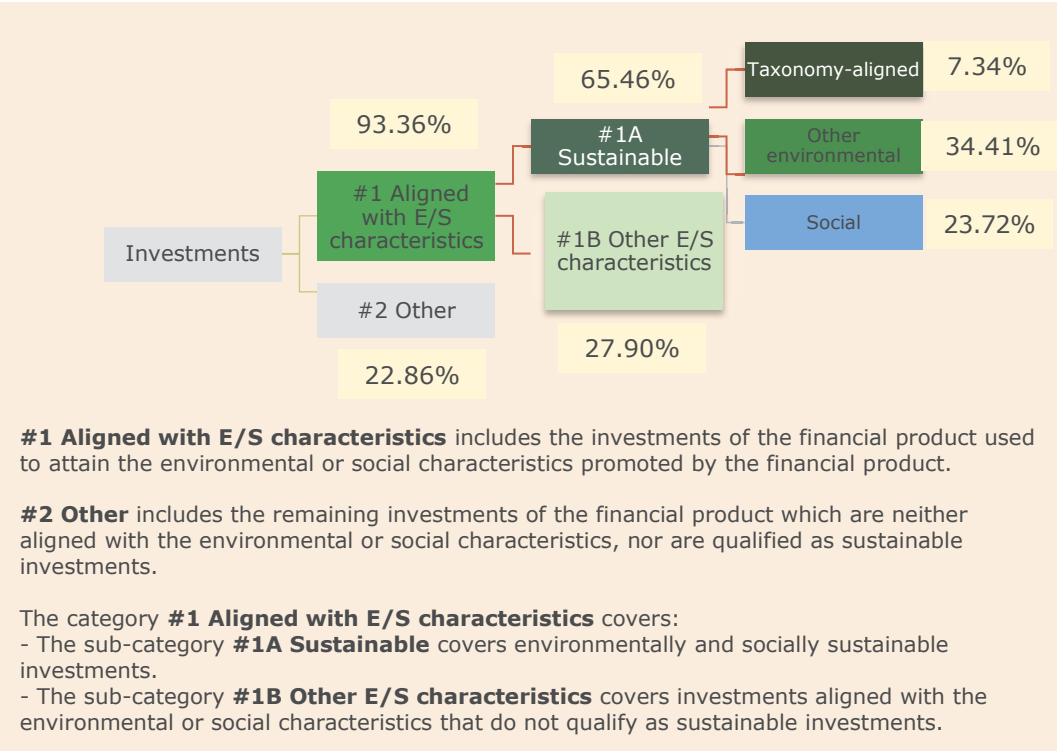 Taxonomy-aligned
7.34%
65.46%
93.36%
#1A
Sustainable
Other
environmental
34.41%
#1 Aligned
with E/S
characteristics
Social
23.72%
#1B Other E/S
characteristics
Investments
#2 Other
27.90%
22.86%
#1 Aligned with E/S characteristics includes the investments of the financial product used
to attain the environmental or social characteristics promoted by the financial product.
#2 Other includes the remaining investments of the financial product which are neither
aligned with the environmental or social characteristics, nor are qualified as sustainable
investments.
The category #1 Aligned with E/S characteristics covers:
- The sub-category #1A Sustainable covers environmentally and socially sustainable
investments.
- The sub-category #1B Other E/S characteristics covers investments aligned with the
environmental or social characteristics that do not qualify as sustainable investments.